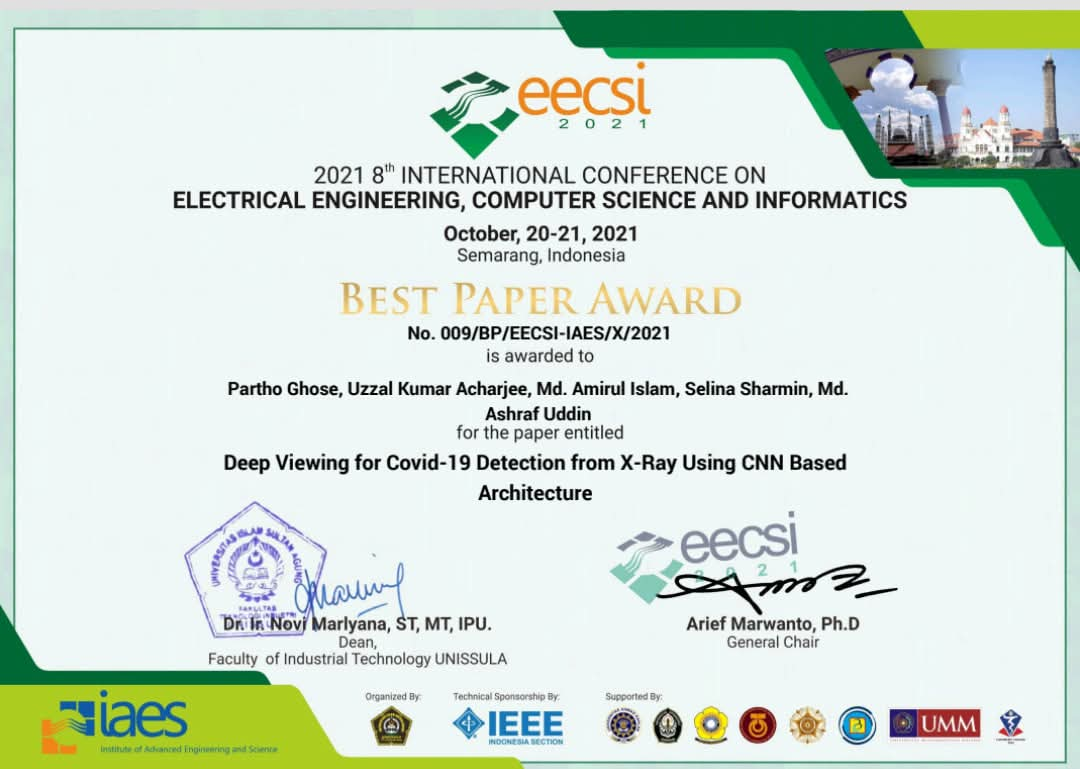 eecsi
2021
2021 8th INTERNATIONAL CONFERENCE ON
ELECTRICAL ENGINEERING, COMPUTER SCIENCE AND INFORMATICS
October, 20-21, 2021
Semarang, Indonesia
BEST PAPER AWARD
No. 009/BP/EECSI-IAES/X/2021
is awarded to
Partho Ghose, Uzzal Kumar Acharjee, Md. Amirul Islam, Selina Sharmin, Md.
Ashraf Uddin
for the paper entitled
Deep Viewing for Covid-19 Detection from X-Ray Using CNN Based
Architecture
UNIVERSITAS ISLAM SULTAN AGUNG
FAKULTAS
TEKNOLOGI INDUSTRI
eecsi
2021
Dr. Ir. Novi Marlyana, ST, MT, IPU.
Dean,
Faculty of Industrial Technology UNISSULA
Arief Marwanto, Ph.D
General Chair
iaes
Institute of Advanced Engineering and Science
Organized By:
Technical Sponsorship By:
IEEE
INDONESIA SECTION
Supported By:
UMM